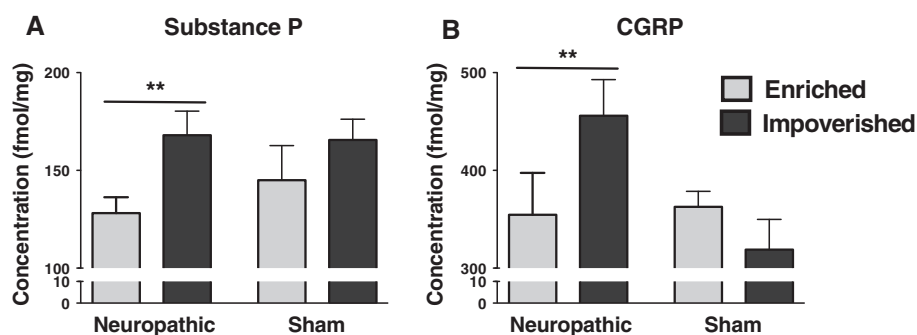 A
Substance P
Concentration (fmol/mg)
200
150
100
10
0
**
Neuropathic
Sham
B
CGRP
Concentration (fmol/mg)
500
400
300
10
0
**
Neuropathic
Sham
Enriched
Impoverished